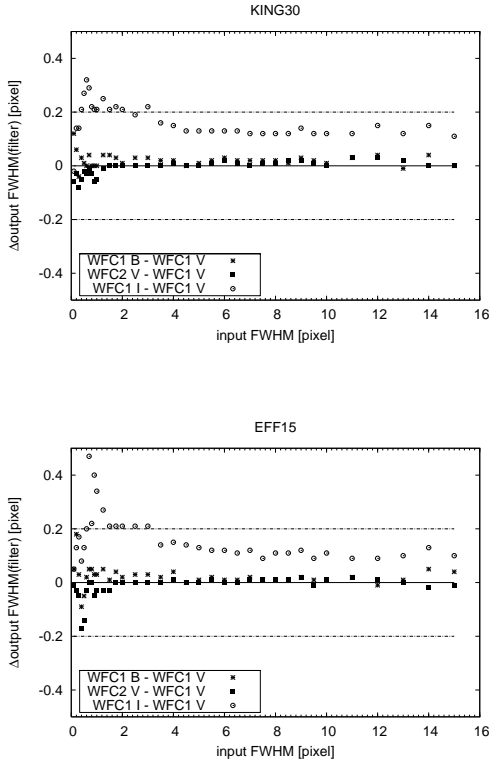 KING30
0.4
0.2
0
-0.2
-0.4
Δoutput FWHM(filter) [pixel]
WFC1 B - WFC1 V
WFC2 V - WFC1 V
WFC1 I - WFC1 V
0 2 4 6 8 10 12 14 16
input FWHM [pixel]
EFF15
0.4
0.2
0
-0.2
-0.4
Δoutput FWHM(filter) [pixel]
WFC1 B - WFC1 V
WFC2 V - WFC1 V
WFC1 I - WFC1 V
0 2 4 6 8 10 12 14 16
input FWHM [pixel]